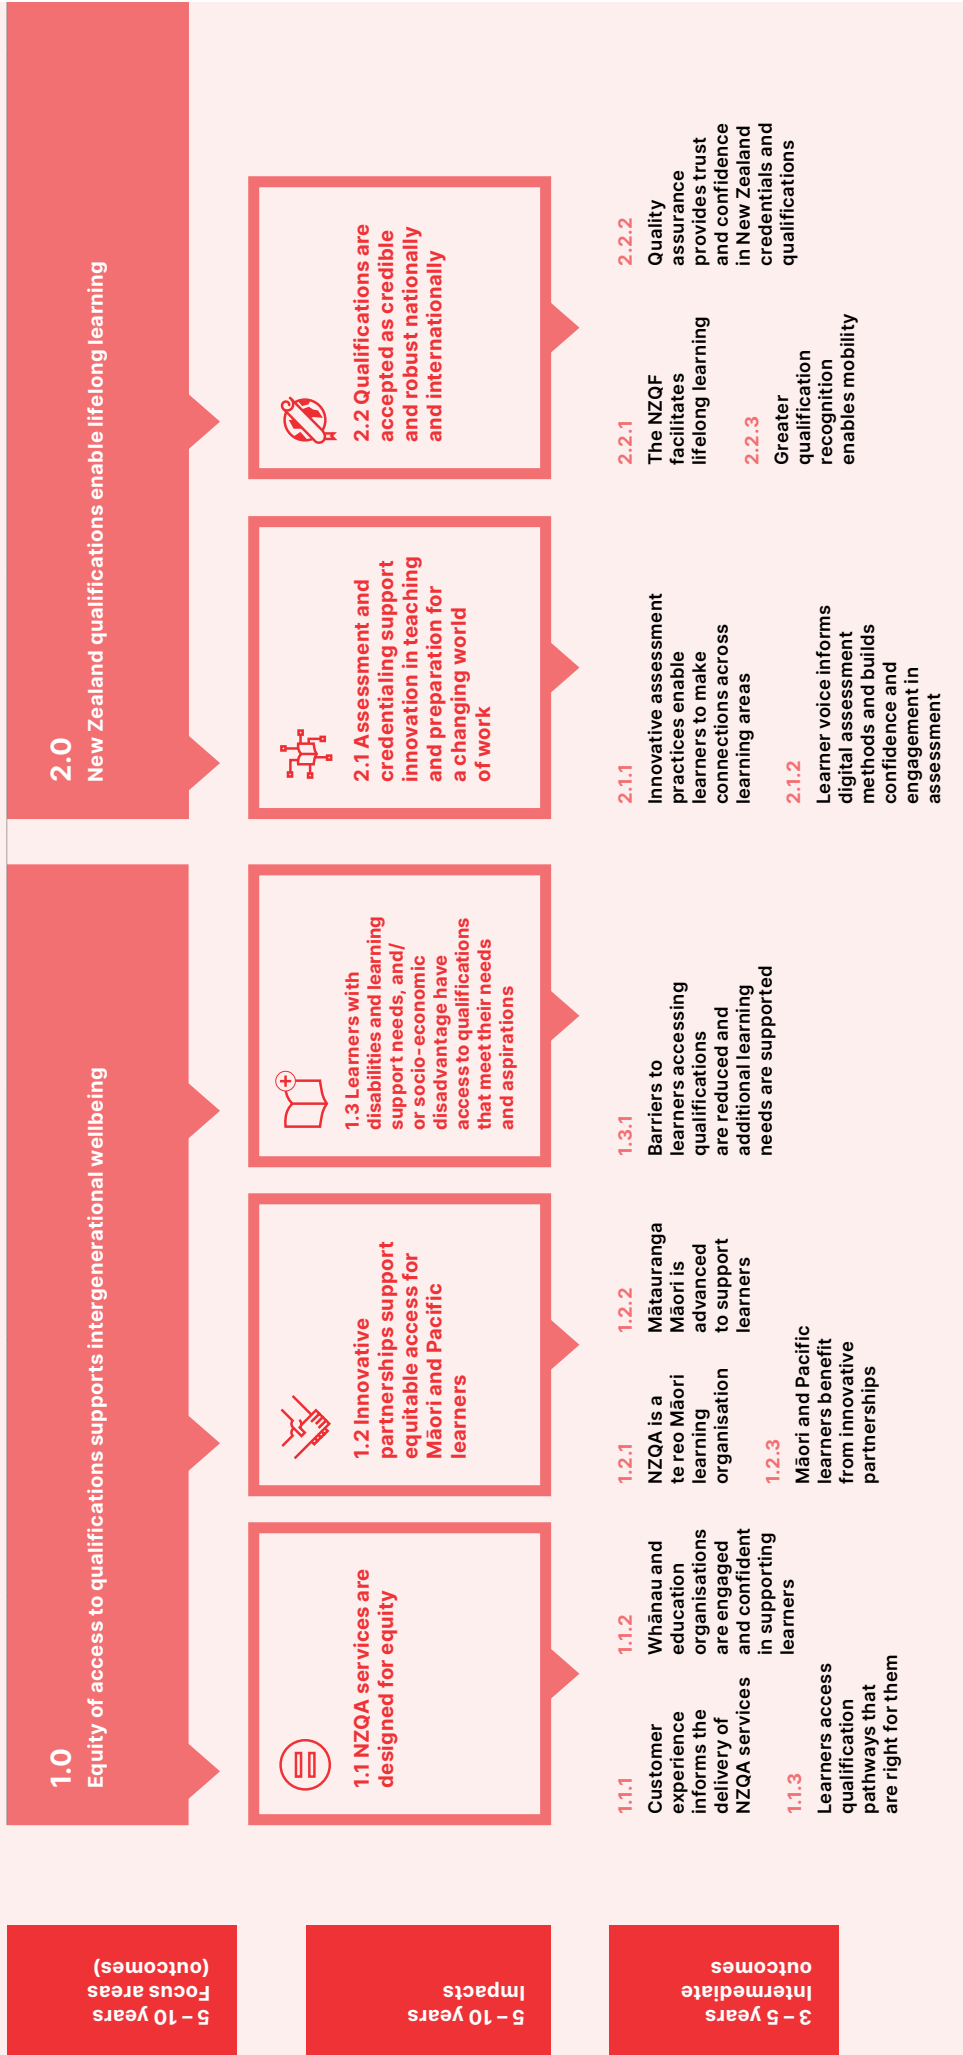 5 – 10 years
Focus areas
(outcomes)
1.0
Equity of access to qualifications supports intergenerational wellbeing
2.0
New Zealand qualifications enable lifelong learning
5 – 10 years
Impacts
1.1 NZQA services are
designed for equity
1.2 Innovative
partnerships support
equitable access for
Māori and Pacific
learners
1.3 Learners with
disabilities and learning
support needs, and/
or socio-economic
disadvantage have
access to qualifications
that meet their needs
and aspirations
2.1 Assessment and
credentialing support
innovation in teaching
and preparation for
a changing world
of work
2.2 Qualifications are
accepted as credible
and robust nationally
and internationally
3 – 5 years
Intermediate
outcomes
1.1.1
Customer
experience
informs the
delivery of
NZQA services
1.1.2
Whānau and
education
organisations
are engaged
and confident
in supporting
learners
1.1.3
Learners access
qualification
pathways that
are right for them
1.2.1
NZQA is a
te reo Māori
learning
organisation
1.2.2
Mātauranga
Māori is
advanced
to support
learners
1.2.3
Māori and Pacific
learners benefit
from innovative
partnerships
1.3.1
Barriers to
learners accessing
qualifications
are reduced and
additional learning
needs are supported
2.1.1
Innovative assessment
practices enable
learners to make
connections across
learning areas
2.1.2
Learner voice informs
digital assessment
methods and builds
confidence and
engagement in
assessment
2.2.1
The NZQF
facilitates
lifelong learning
2.2.2
Quality
assurance
provides trust
and confidence
in New Zealand
credentials and
qualifications
2.2.3
Greater
qualification
recognition
enables mobility